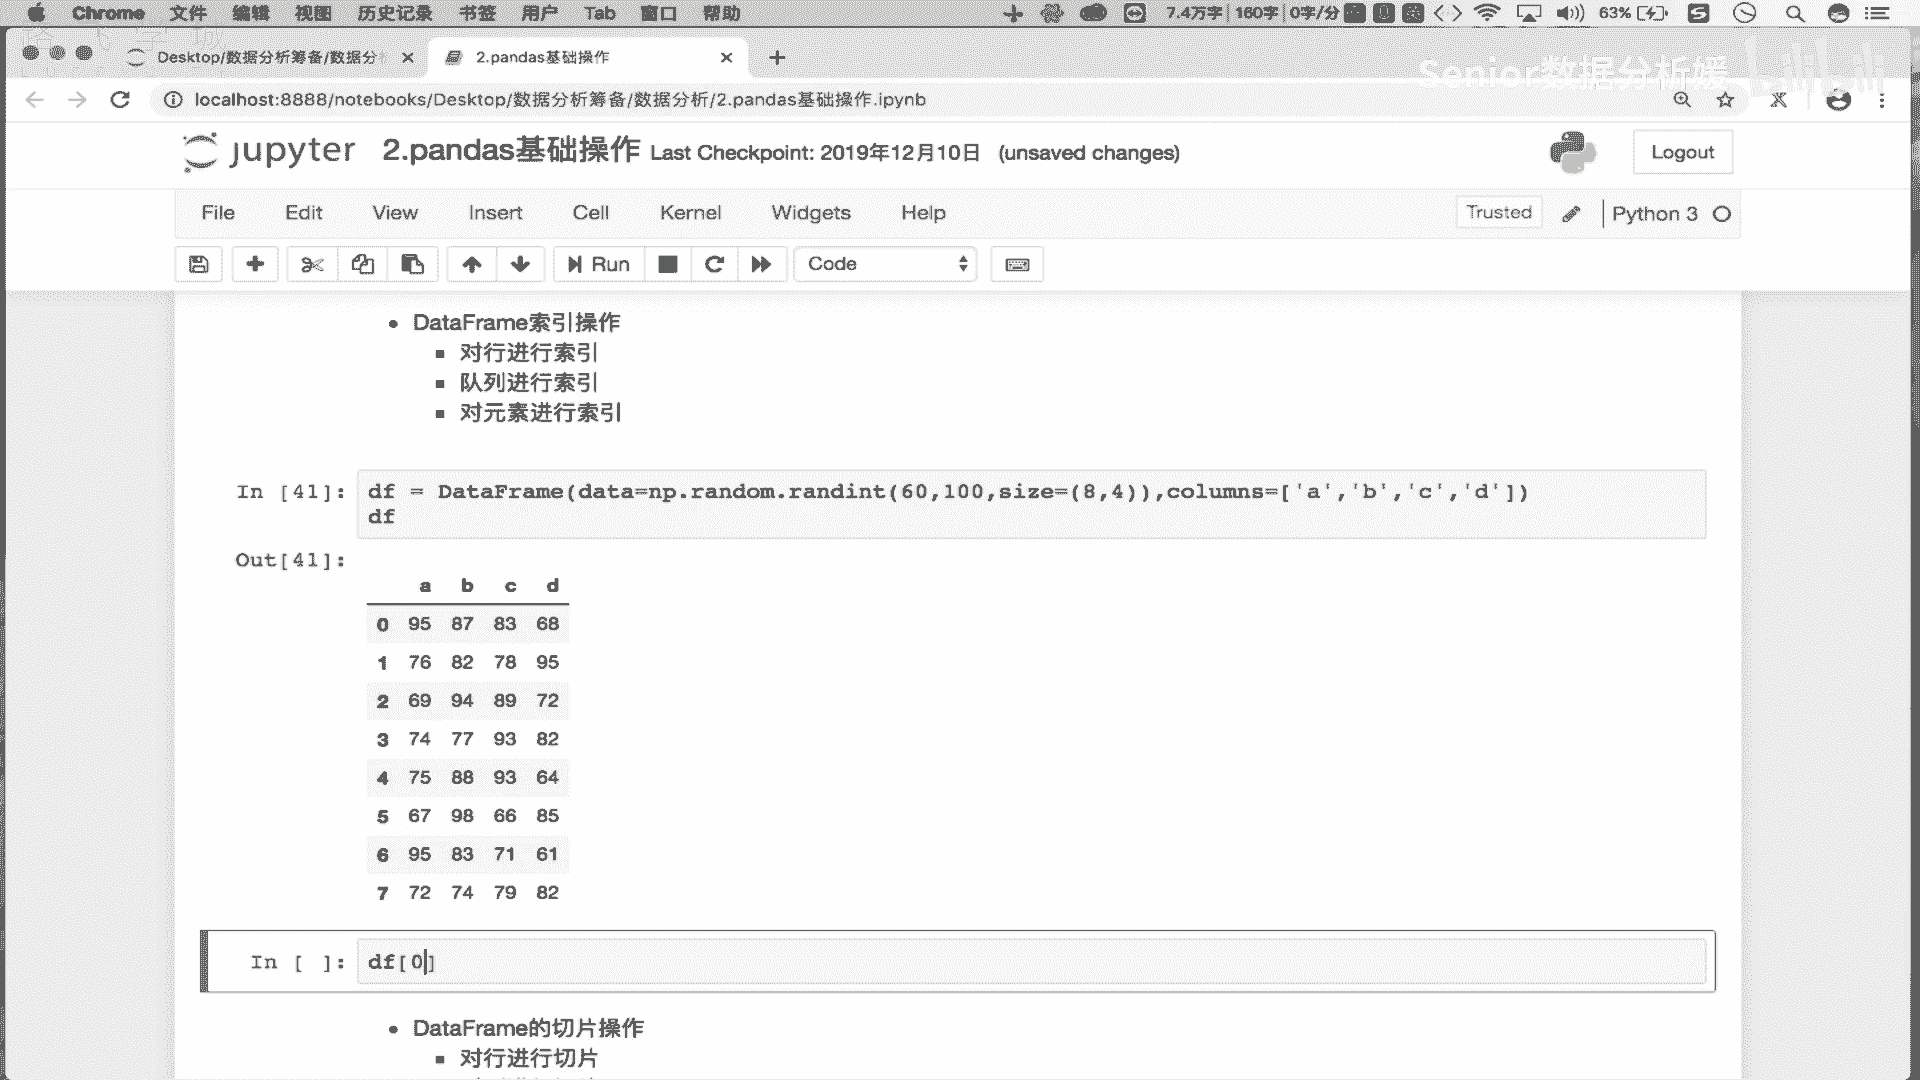 Chrome 文件 编辑 视图 历史记录 书签 用户 Tab 窗口 帮助 7.4万字 160字 0字/分 63%
Desktop/数据分析筹备/数据分析 2.pandas基础操作
Senior数据分析媛 bilibili
localhost:8888/notebooks/Desktop/数据分析筹备/数据分析/2.pandas基础操作.ipynb
jupyter 2.pandas基础操作 Last Checkpoint: 2019年12月10日 (unsaved changes) Logout
File Edit View Insert Cell Kernel Widgets Help Trusted Python 3
Run Code
DataFrame索引操作
对行进行索引
队列进行索引
对元素进行索引
In [41]: df = DataFrame(data=np.random.randint(60,100,size=(8,4)),columns=['a','b','c','d'])
df
Out[41]:
a b c d
0 95 87 83 68
1 76 82 78 95
2 69 94 89 72
3 74 77 93 82
4 75 88 93 64
5 67 98 66 85
6 95 83 71 61
7 72 74 79 82
In [ ]: df[0]
DataFrame的切片操作
对行进行切片